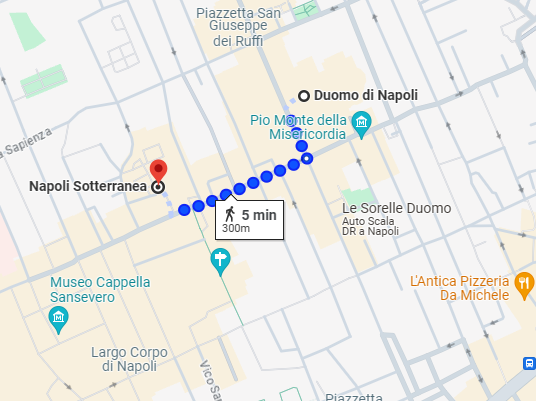 Piazzetta San
Giuseppe
dei Ruffi
Duomo di Napoli
Pio Monte della
Misericordia
a Sapienza
Napoli Sotterranea
5 min
300m
Le Sorelle Duomo
Auto Scala
DR a Napoli
Museo Cappella
Sansevero
L'Antica Pizzeria
Da Michele
Largo Corpo
di Napoli
Vico Sa
Piazzetta